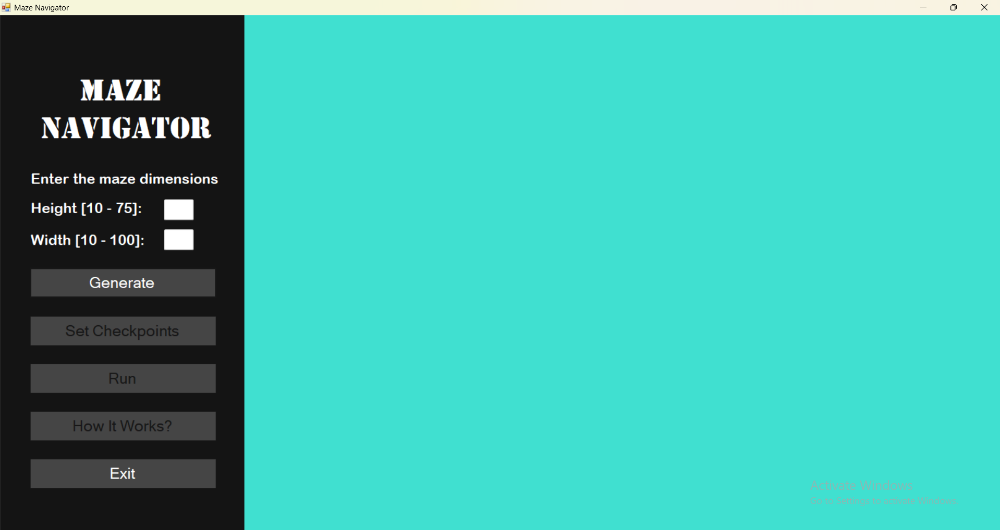 Maze Navigator
MAZE
NAVIGATOR
Enter the maze dimensions
Height [10 - 75]:
Width [10 - 100]:
Generate
Set Checkpoints
Run
How It Works?
Exit
Activate Windows
Go to Settings to activate Windows.